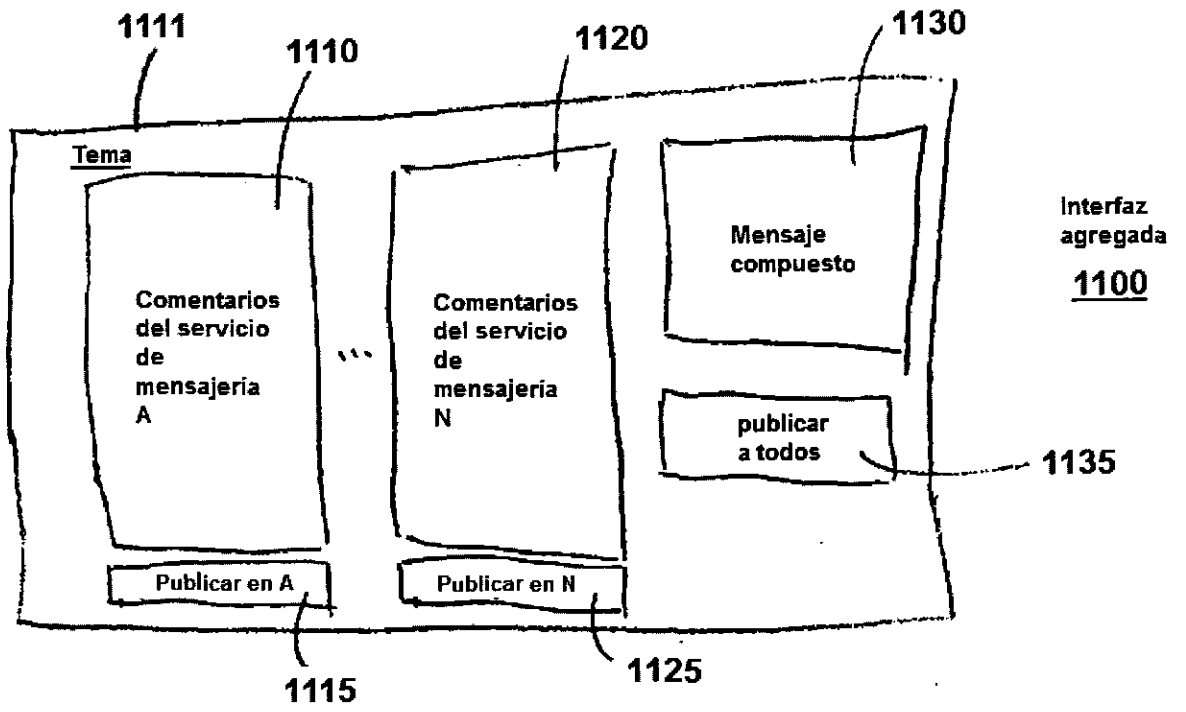 1111
1110
1120
1130
Tema
Comentarios
del servicio
de
mensajería
A
Comentarios
del servicio
de
mensajería
N
Mensaje
compuesto
publicar
a todos
Interfaz
agregada
1100
1135
Publicar en A
Publicar en N
1115
1125